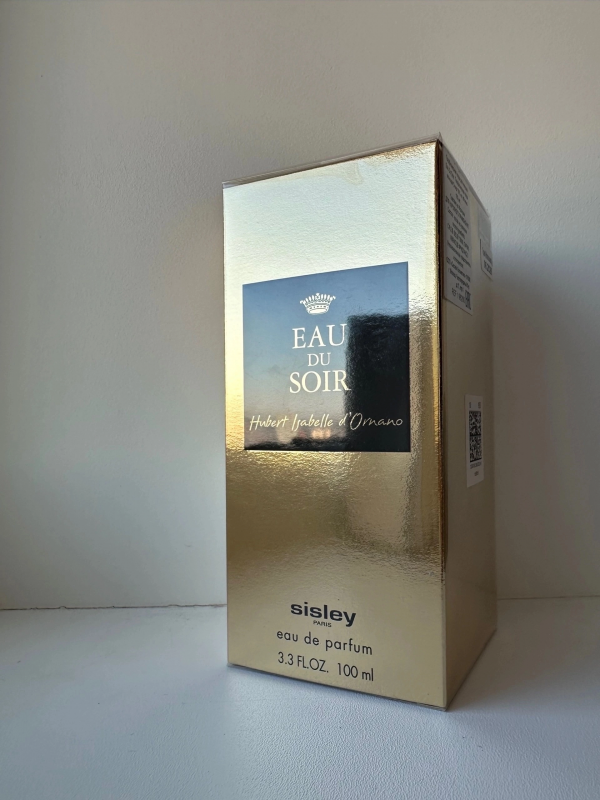 EAU
DU
SOIR
Hubert Isabelle d'Ornano
sisley
PARIS
eau de parfum
3.3 FL.OZ. 100 ml